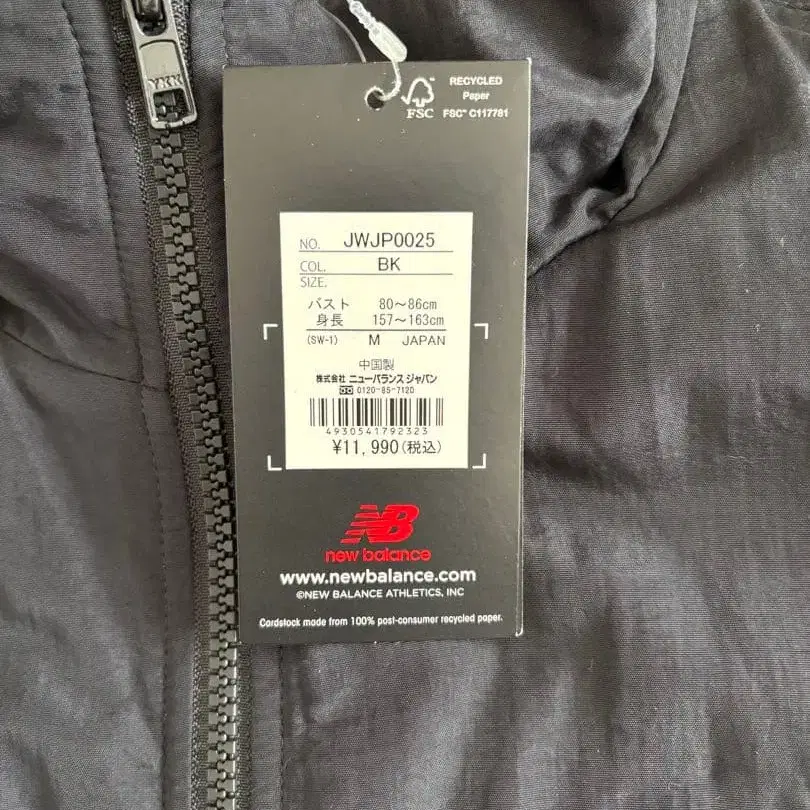 YKK
RECYCLED
Paper
FSC
FSC™ C117781
NO. JWJP0025
COL. BK
SIZE.
バスト 80〜86cm
身長 157〜163cm
(SW-1) M JAPAN
中国製
株式会社 ニューバランス ジャパン
0120-85-7120
4930541792323
¥11,990(税込)
NB
new balance
www.newbalance.com
©NEW BALANCE ATHLETICS, INC
Cardstock made from 100% post-consumer recycled paper.